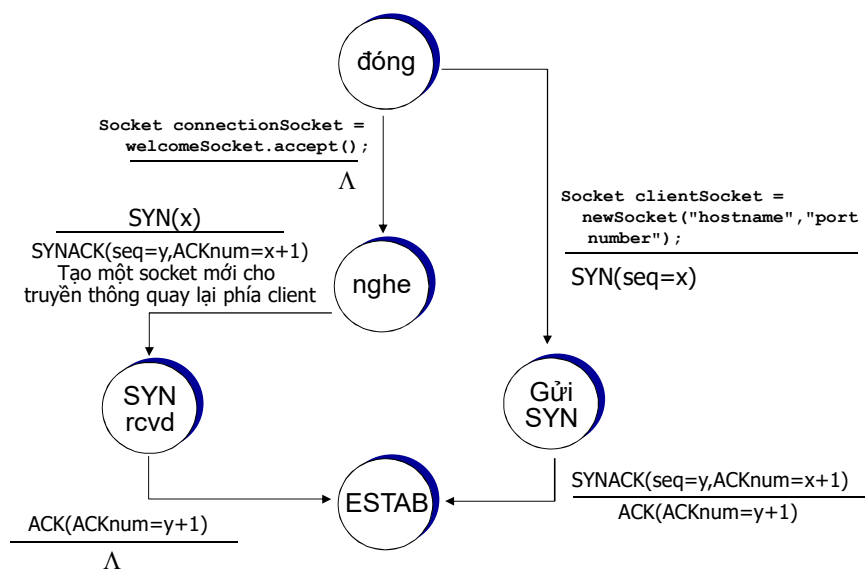 đóng
Socket connectionSocket =
welcomeSocket.accept();
Λ
Socket clientSocket =
newSocket("hostname","port
number");
SYN(seq=x)
SYN(x)
SYNACK(seq=y,ACKnum=x+1)
Tạo một socket mới cho
truyền thông quay lại phía client
nghe
SYN
rcvd
Gửi
SYN
ESTAB
SYNACK(seq=y,ACKnum=x+1)
ACK(ACKnum=y+1)
ACK(ACKnum=y+1)
Λ